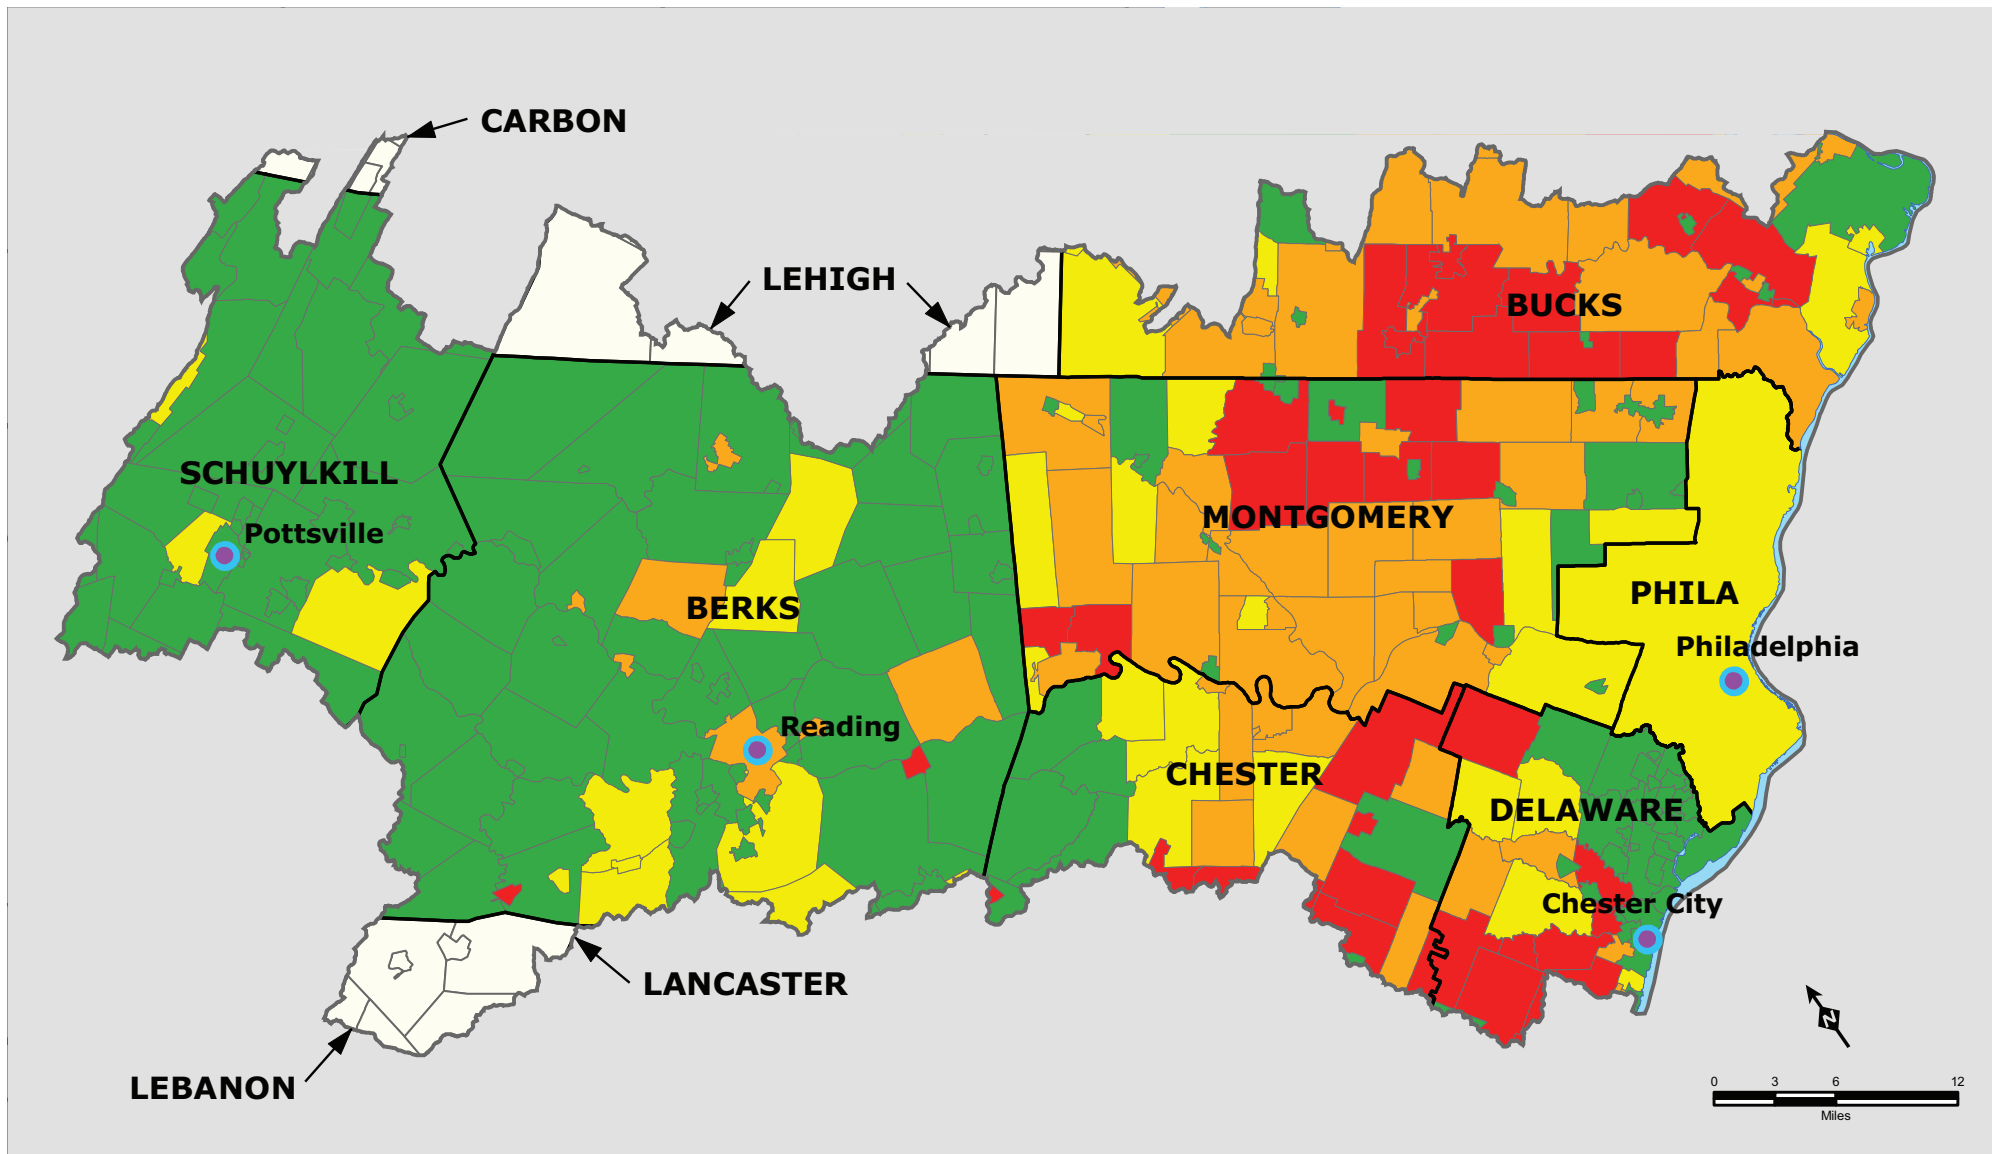 CARBON
LEHIGH
BUCKS
SCHUYLKILL
Pottsville
MONTGOMERY
BERKS
PHILA
Philadelphia
Reading
CHESTER
DELAWARE
Chester City
LANCASTER
LEBANON
N
0 3 6 12
Miles